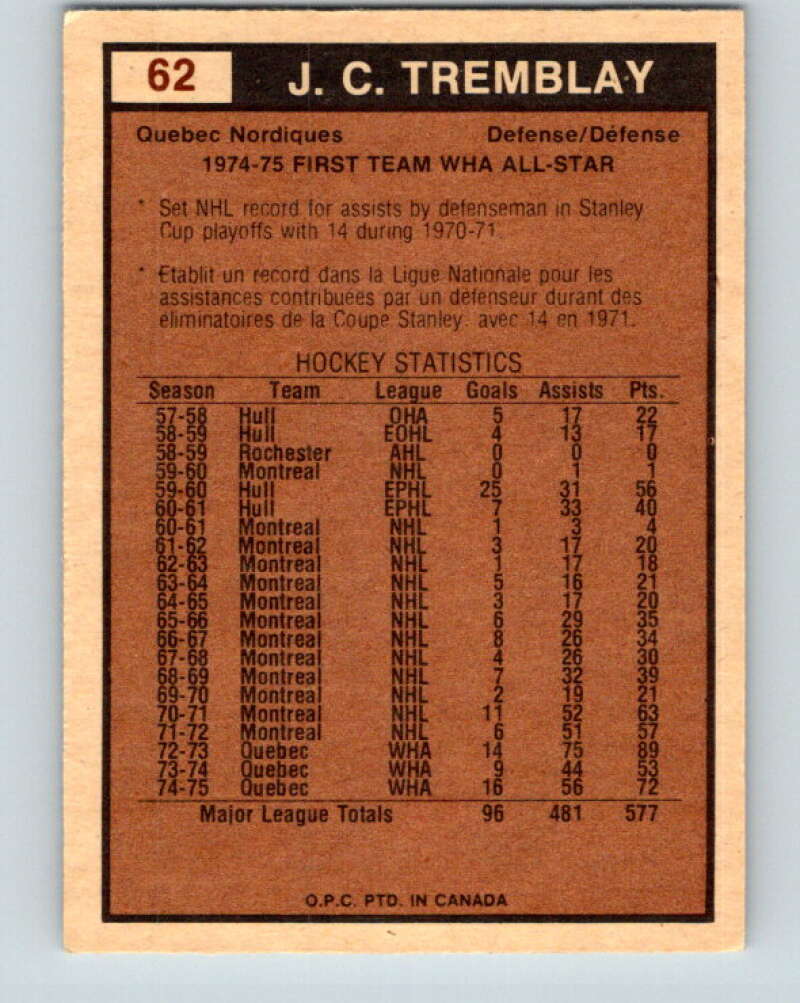 62 J. C. TREMBLAY
Quebec Nordiques Defense/Défense
1974-75 FIRST TEAM WHA ALL-STAR
* Set NHL record for assists by defenseman in Stanley
Cup playoffs with 14 during 1970-71.
* Etablit un record dans la Ligue Nationale pour les
assistances contribuées par un défenseur durant des
éliminatoires de la Coupe Stanley. avec 14 en 1971.
HOCKEY STATISTICS
Season Team League Goals Assists Pts.
57-58 Hull OHA 5 17 22
58-59 Hull EOHL 4 13 17
58-59 Rochester AHL 0 0 0
59-60 Montreal NHL 0 1 1
59-60 Hull EPHL 25 31 56
60-61 Hull EPHL 7 33 40
60-61 Montreal NHL 1 3 4
61-62 Montreal NHL 3 17 20
62-63 Montreal NHL 1 17 18
63-64 Montreal NHL 5 16 21
64-65 Montreal NHL 3 17 20
65-66 Montreal NHL 6 29 35
66-67 Montreal NHL 8 26 34
67-68 Montreal NHL 4 26 30
68-69 Montreal NHL 7 32 39
69-70 Montreal NHL 2 19 21
70-71 Montreal NHL 11 52 63
71-72 Montreal NHL 6 51 57
72-73 Quebec WHA 14 75 89
73-74 Quebec WHA 9 44 53
74-75 Quebec WHA 16 56 72
Major League Totals 96 481 577
O.P.C. PTD. IN CANADA